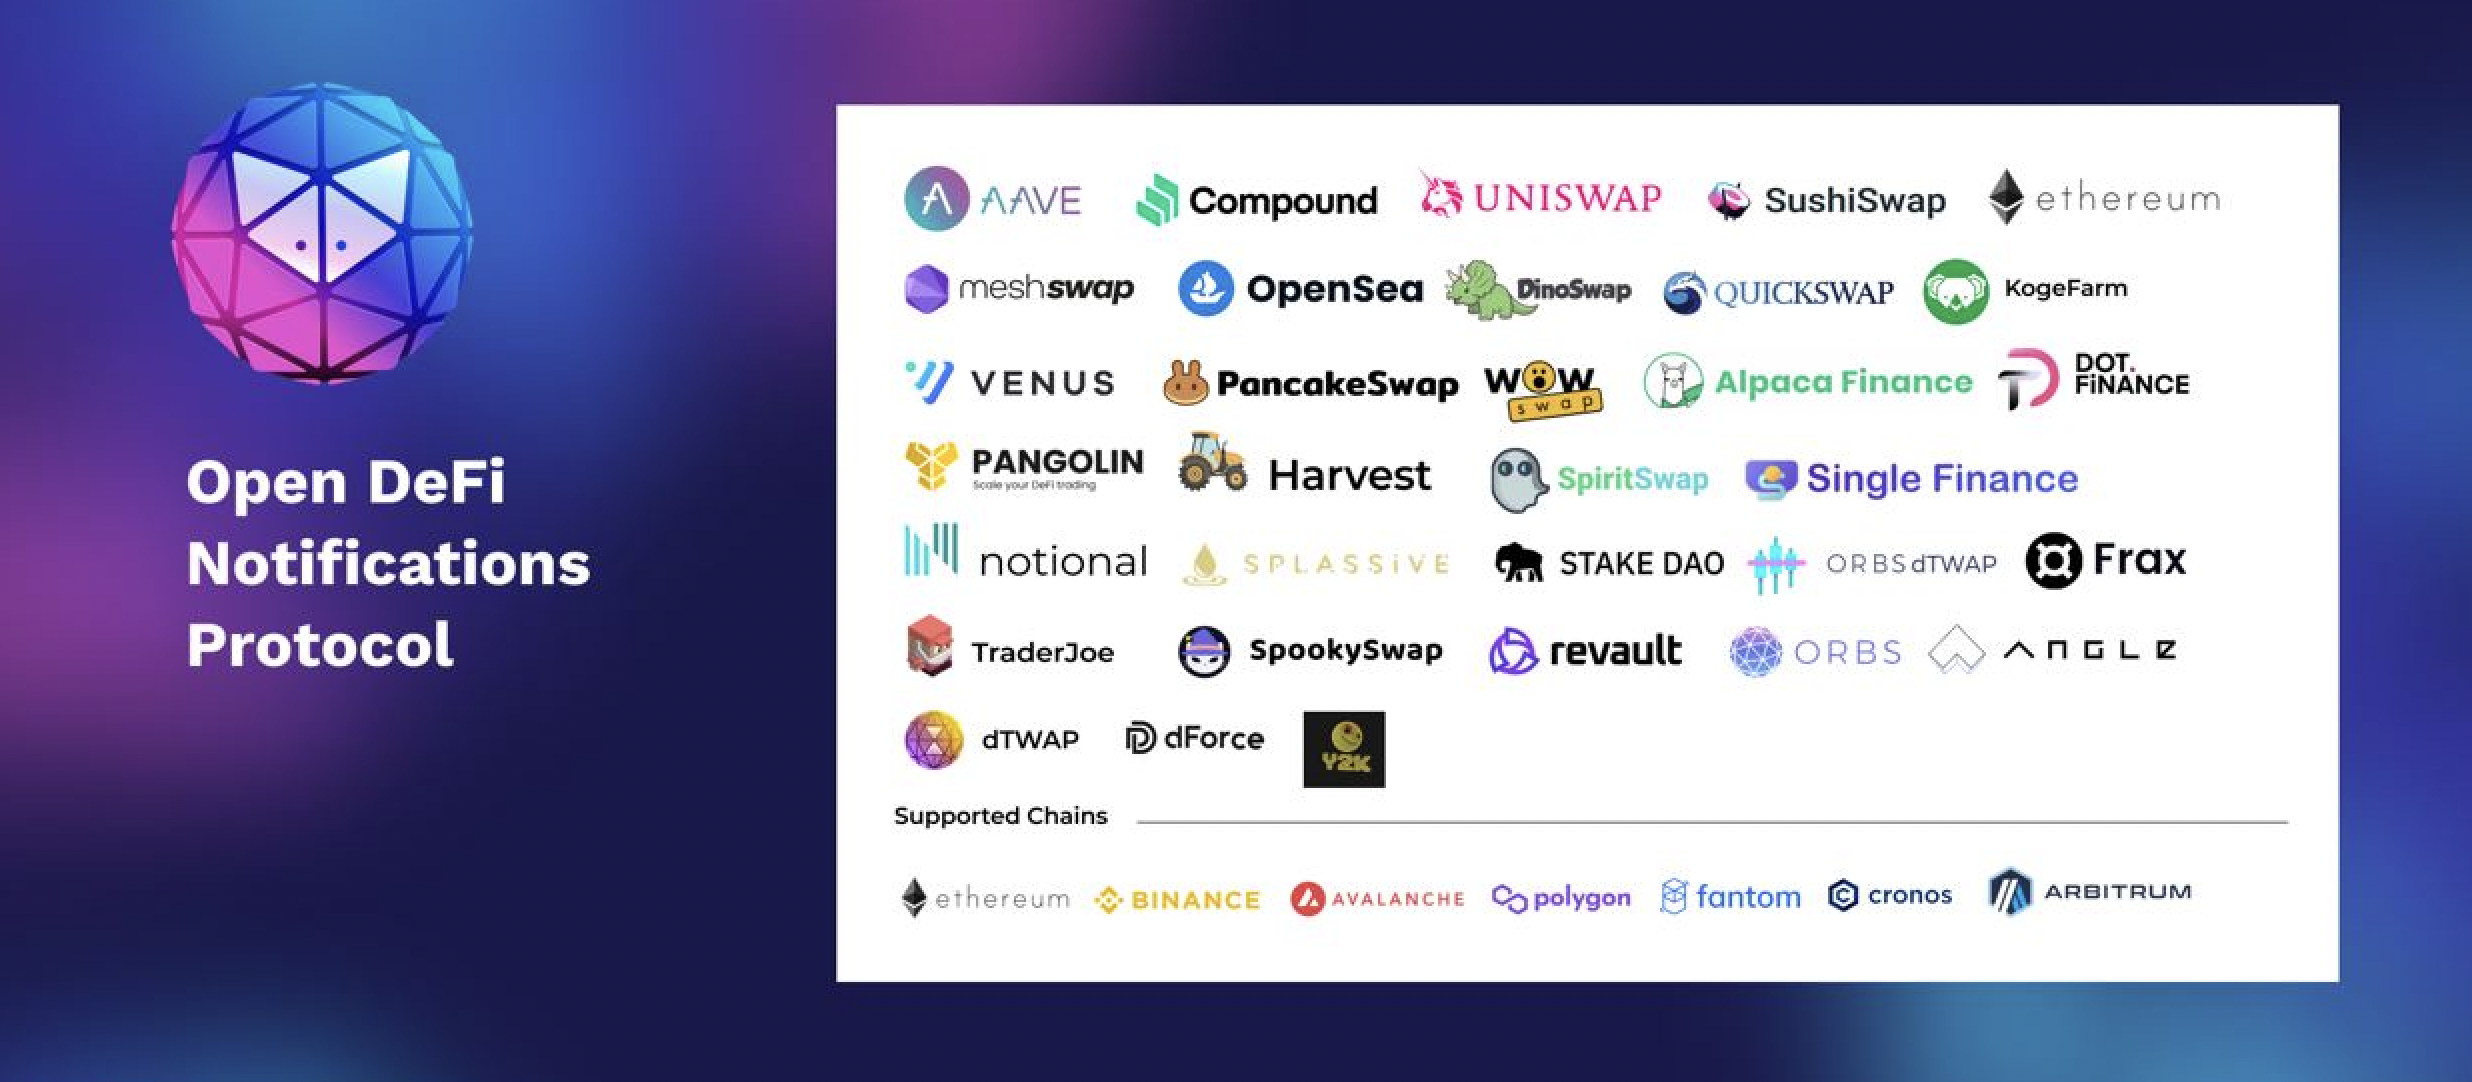 Open DeFi
Notifications
Protocol
AAVE Compound UNISWAP SushiSwap ethereum
meshswap OpenSea DinoSwap QUICKSWAP KogeFarm
VENUS PancakeSwap WOW swap Alpaca Finance DOT. FiNANCE
PANGOLIN Scale your DeFi trading Harvest SpiritSwap Single Finance
notional SPLASSiVE STAKE DAO ORBS dTWAP Frax
TraderJoe SpookySwap revault ORBS ANGLE
dTWAP dForce Y2K
Supported Chains
ethereum BINANCE AVALANCHE polygon fantom cronos ARBITRUM